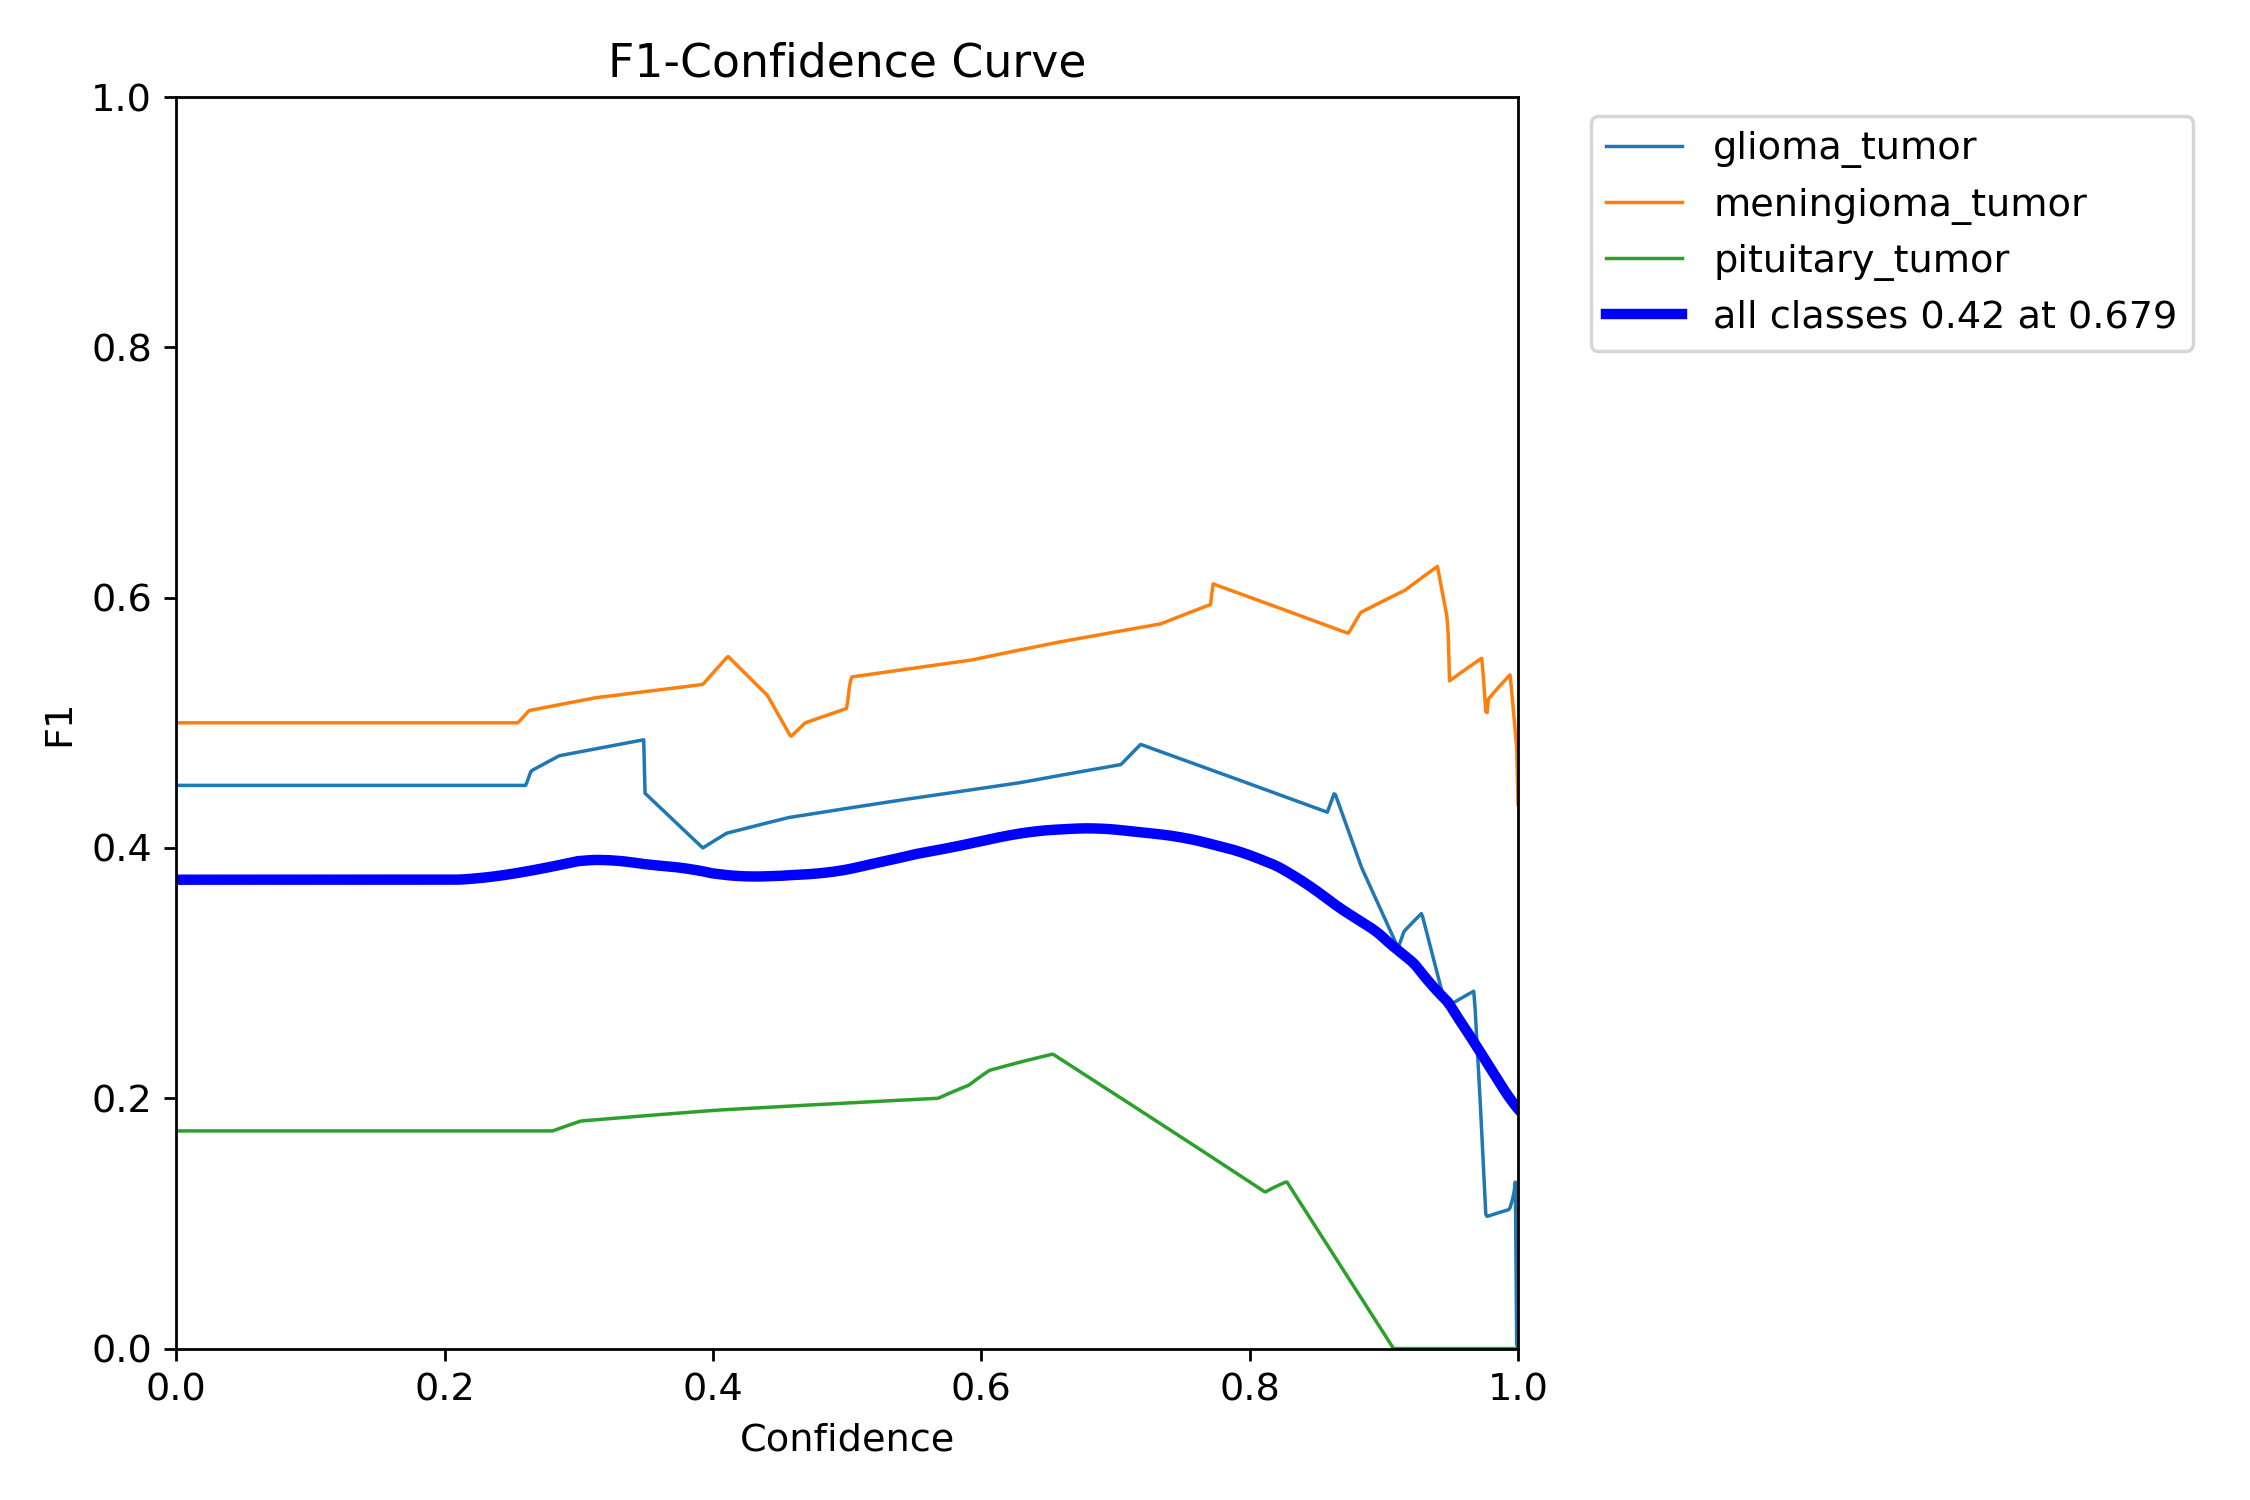 F1-Confidence Curve
1.0
0.8
0.6
0.4
0.2
0.0
F1
0.0 0.2 0.4 0.6 0.8 1.0
Confidence
glioma_tumor
meningioma_tumor
pituitary_tumor
all classes 0.42 at 0.679